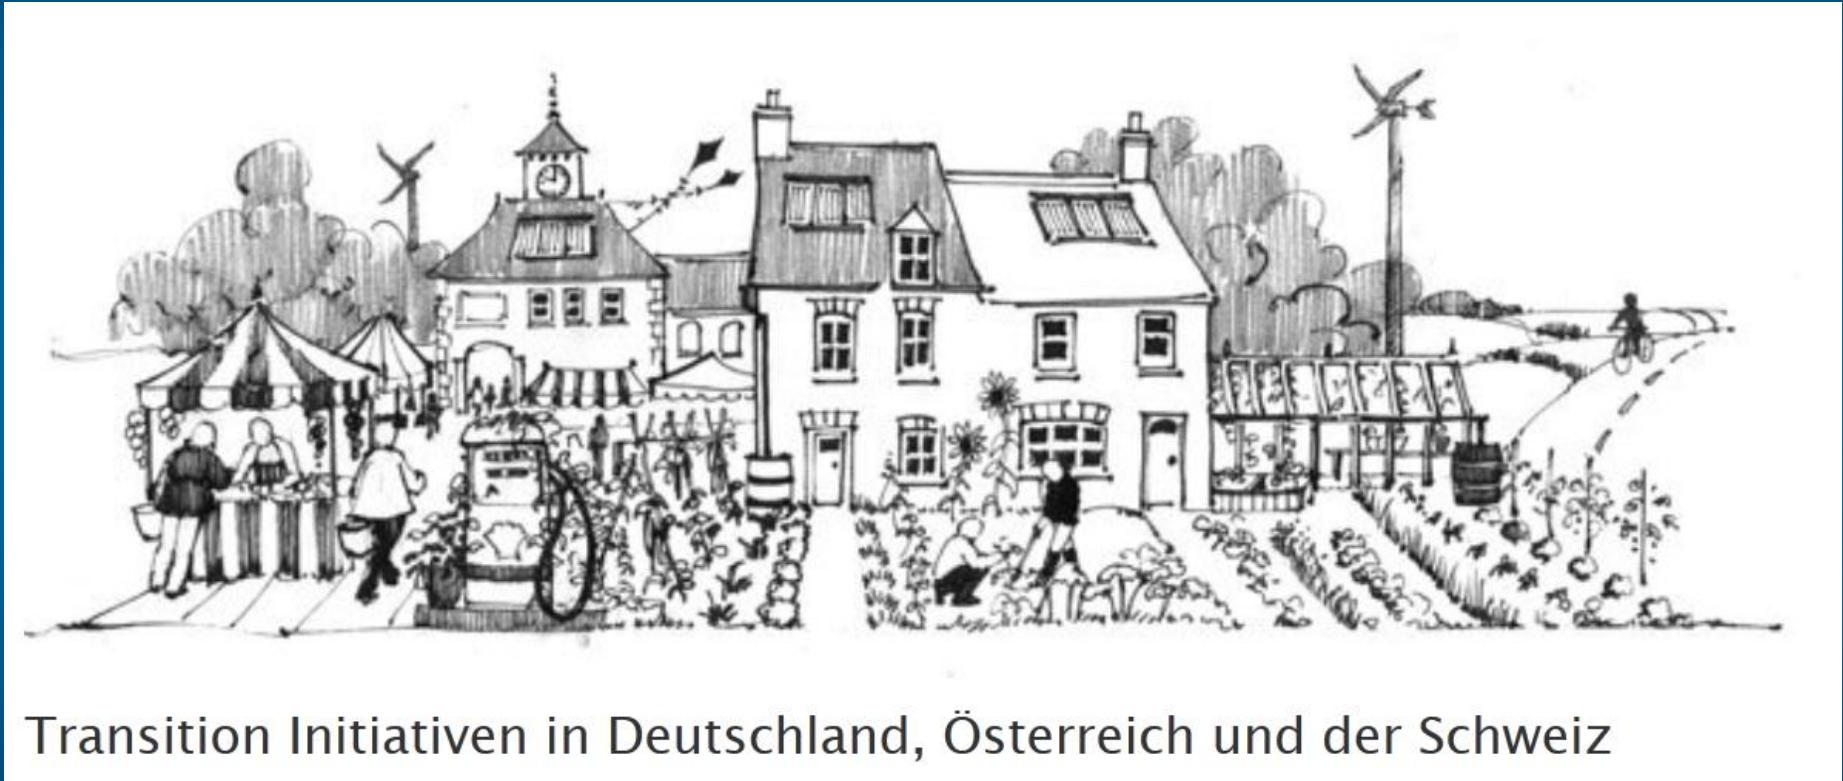 Transition Initiativen in Deutschland, Österreich und der Schweiz